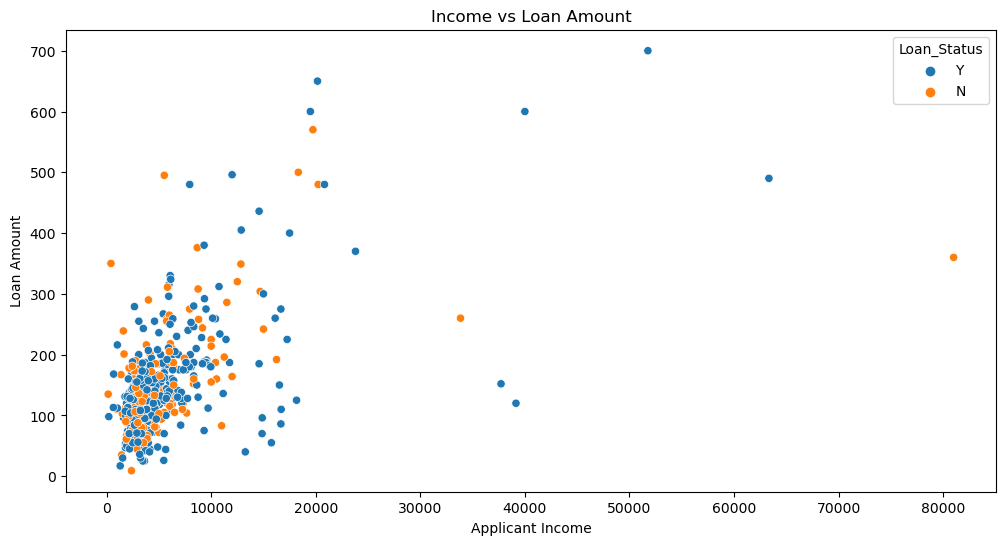 Income vs Loan Amount
Loan_Status
Y
N
Loan Amount
700
600
500
400
300
200
100
0
0 10000 20000 30000 40000 50000 60000 70000 80000
Applicant Income